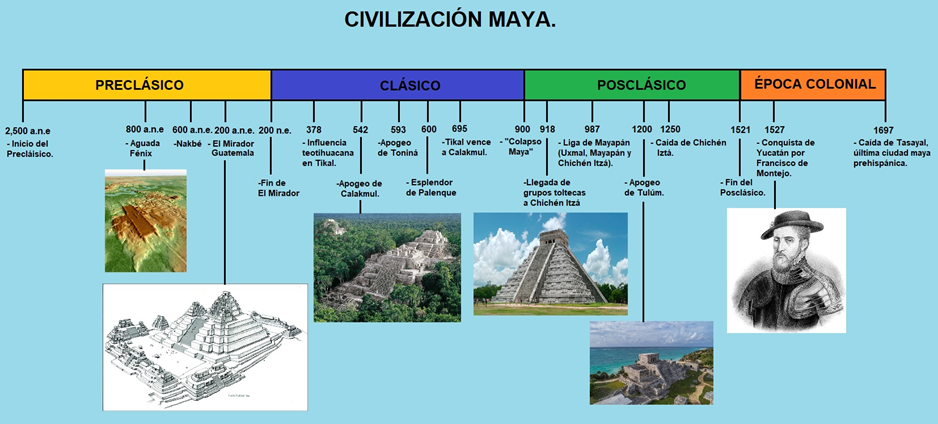 CIVILIZACIÓN MAYA.
PRECLÁSICO
CLÁSICO
POSCLÁSICO
ÉPOCA COLONIAL
2,500 a.n.e
- Inicio del
Precláisico.
800 a.n.e
- Aguada
Fénix
600 a.n.e.
-Nakbé
200 a.n.e.
- El Mirador
Guatemala
200 n.e.
-Fin de
El Mirador
378
- Influencia
teotihuacana
en Tikal.
542
-Apogeo de
Calakmul.
593
-Apogeo
de Toniná
600
- Esplendor
de Palenque
695
-Tikal vence
a Calakmul.
900
- "Colapso
Maya"
918
-Llegada de
grupos toltecas
a Chichén Itzá
987
- Liga de Mayapán
(Uxmal, Mayapán y
Chichén Itzá).
1200
- Apogeo
de Tulúm.
1250
- Caída de Chichén
Iztá.
1521
- Fin del
Posclásico.
1527
- Conquista de
Yucatán por
Francisco de
Montejo.
1697
- Caída de Tasayal,
úiltima ciudad maya
prehispánica.